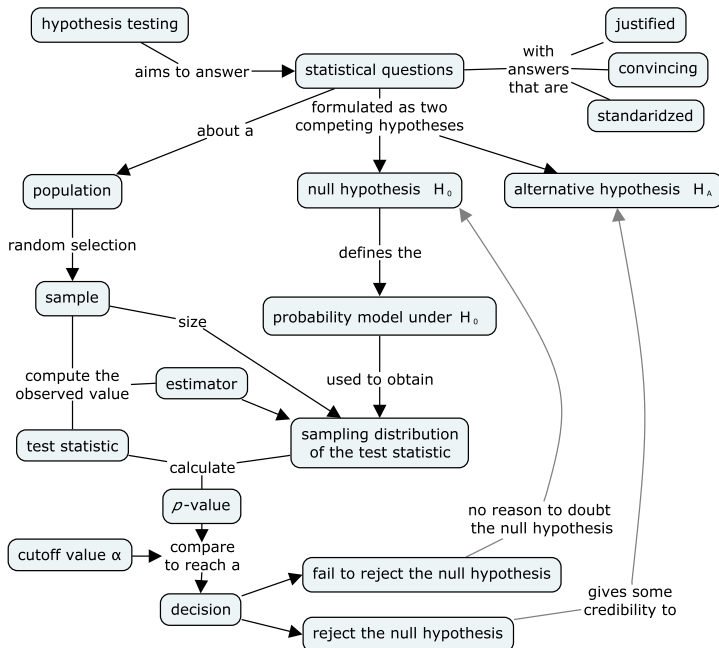 hypothesis testing
justified
with
answers
that are
aims to answer
statistical questions
convincing
standaridzed
formulated as two
competing hypotheses
about a
population
null hypothesis H₀
alternative hypothesis H_A
random selection
defines the
sample
size
probability model under H₀
compute the
observed value
estimator
used to obtain
test statistic
sampling distribution
of the test statistic
calculate
p-value
no reason to doubt
the null hypothesis
cutoff value α
compare
to reach a
fail to reject the null hypothesis
gives some
credibility to
decision
reject the null hypothesis